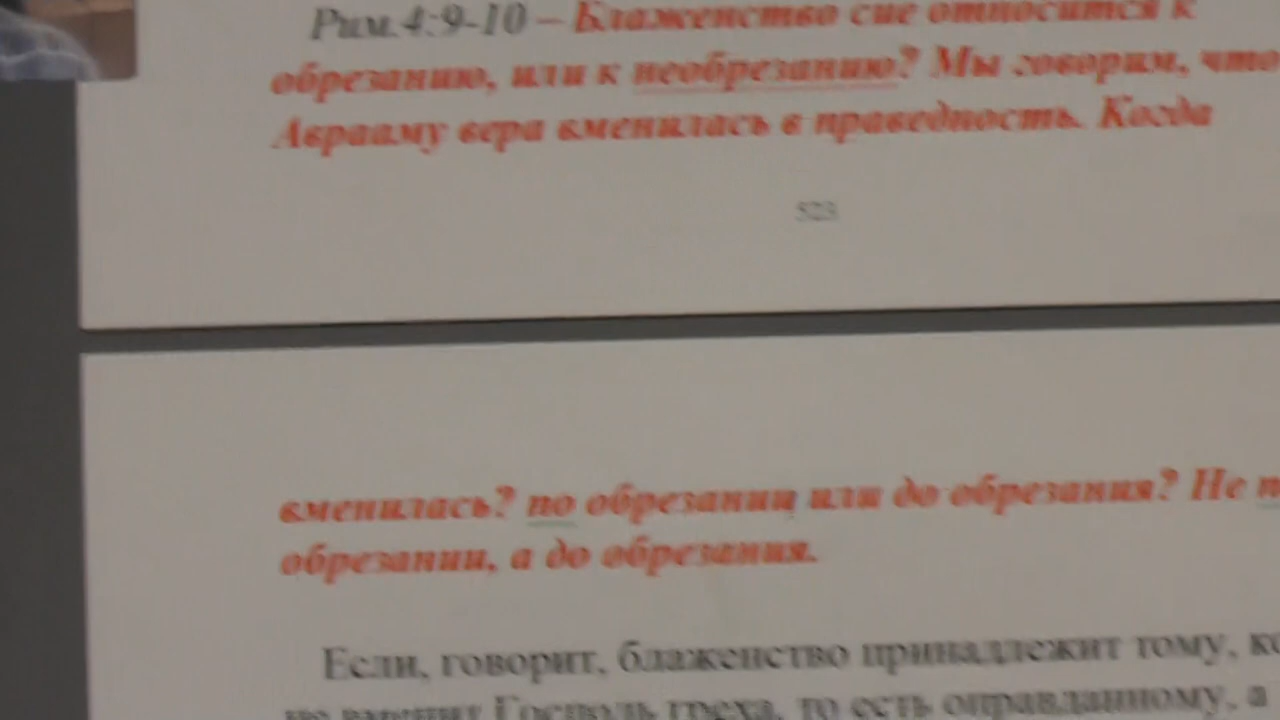 Рим.4:9-10 – Блаженство сие относится к
обрезанию, или к необрезанию? Мы говорим, что
Аврааму вера вменилась в праведность. Когда
523
вменилась? по обрезании или до обрезания? Не
обрезании, а до обрезания.
Если, говорит, блаженство принадлежит тому,
не вменит Господь греха, то есть оправданному, а